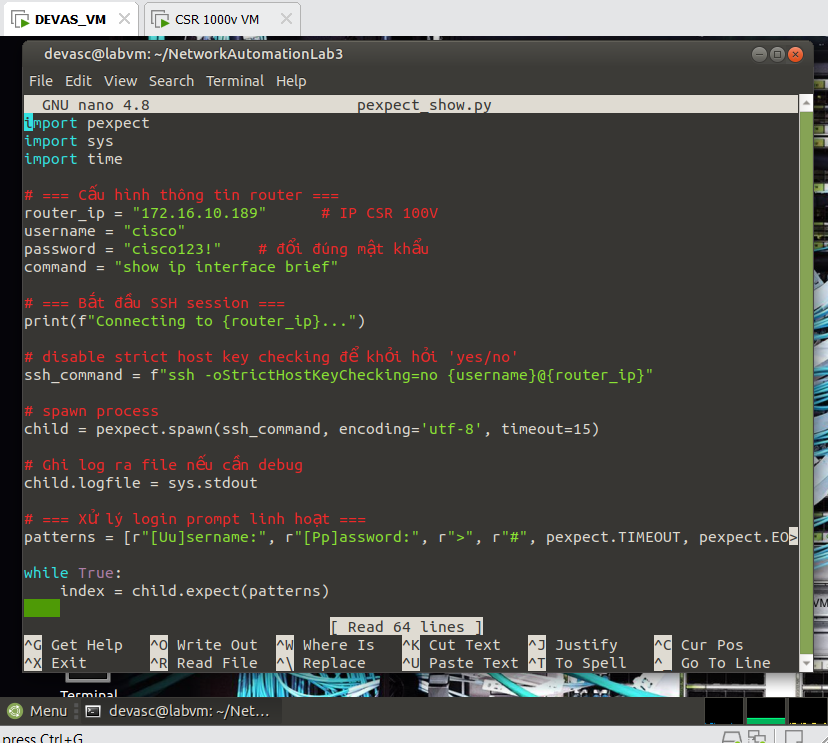 DEVAS_VM
CSR 1000v VM
devasc@labvm: ~/NetworkAutomationLab3
File Edit View Search Terminal Help
GNU nano 4.8 pexpect_show.py
import pexpect
import sys
import time
# === Cấu hình thông tin router ===
router_ip = "172.16.10.189" # IP CSR 100V
username = "cisco"
password = "cisco123!" # đổi đúng mật khẩu
command = "show ip interface brief"
# === Bắt đầu SSH session ===
print(f"Connecting to {router_ip}...")
# disable strict host key checking để khỏi hỏi 'yes/no'
ssh_command = f"ssh -oStrictHostKeyChecking=no {username}@{router_ip}"
# spawn process
child = pexpect.spawn(ssh_command, encoding='utf-8', timeout=15)
# Ghi log ra file nếu cần debug
child.logfile = sys.stdout
# === Xử lý login prompt linh hoạt ===
patterns = [r"[Uu]sername:", r"[Pp]assword:", r">", r"#", pexpect.TIMEOUT, pexpect.EO>
while True:
index = child.expect(patterns)
[ Read 64 lines ]
^G Get Help ^O Write Out ^W Where Is ^K Cut Text ^J Justify ^C Cur Pos
^X Exit ^R Read File ^\ Replace ^U Paste Text ^T To Spell ^_ Go To Line
Terminal
Menu devasc@labvm: ~/Net...
press Ctrl+G